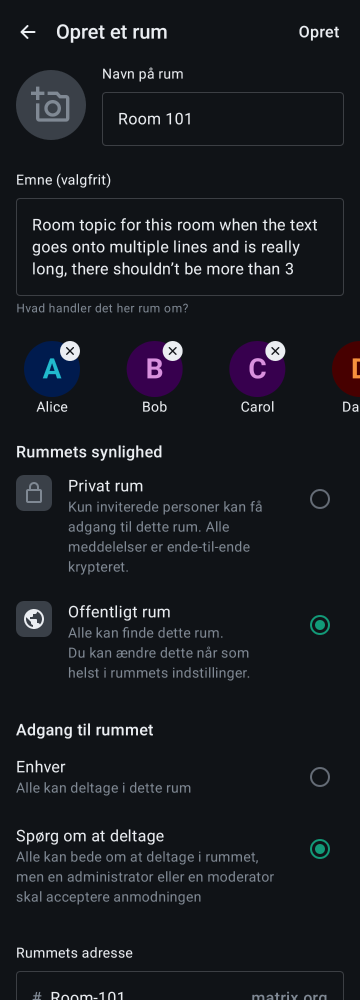 Opret et rum
Opret
Navn på rum
Room 101
Emne (valgfrit)
Room topic for this room when the text
goes onto multiple lines and is really
long, there shouldn’t be more than 3
Hvad handler det her rum om?
A
B
C
D
Alice
Bob
Carol
Da
Rummets synlighed
Privat rum
Kun inviterede personer kan få
adgang til dette rum. Alle
meddelelser er ende-til-ende
krypteret.
Offentligt rum
Alle kan finde dette rum.
Du kan ændre dette når som
helst i rummets indstillinger.
Adgang til rummet
Enhver
Alle kan deltage i dette rum
Spørg om at deltage
Alle kan bede om at deltage i rummet,
men en administrator eller en moderator
skal acceptere anmodningen
Rummets adresse
# Room-101
matrix.org